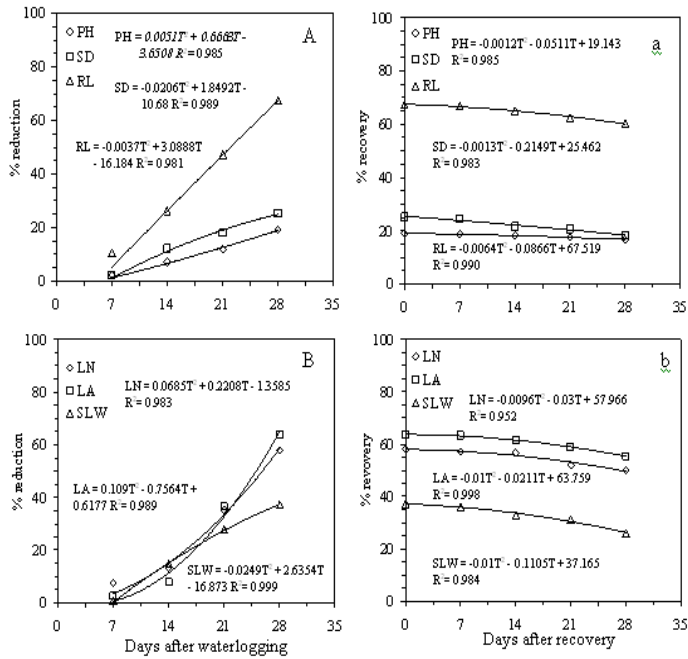 100
80
60
40
20
0
% reduction
PH
SD
RL
A
PH = 0.0051T² + 0.6668T -
3.6508 R² = 0.985
SD = -0.0206T² + 1.8492T -
10.68 R² = 0.989
RL = -0.0037T² + 3.0888T
- 16.184 R² = 0.981
0 7 14 21 28 35
100
80
60
40
20
0
% recovery
PH
SD
RL
a
PH = -0.0012T² - 0.0511T + 19.143
R² = 0.985
SD = -0.0013T² - 0.2149T + 25.462
R² = 0.983
RL = -0.0064T² - 0.0866T + 67.519
R² = 0.990
0 7 14 21 28 35
100
80
60
40
20
0
% reduction
LN
LA
SLW
B
LN = 0.0685T² + 0.2208T - 1.3585
R² = 0.983
LA = 0.109T² - 0.7564T +
0.6177 R² = 0.989
SLW = -0.0249T² + 2.6354T
- 16.873 R² = 0.999
0 7 14 21 28 35
Days after waterlogging
100
80
60
40
20
0
% revovery
LN
LA
SLW
b
LN = -0.0096T² - 0.03T + 57.966
R² = 0.952
LA = -0.01T² - 0.0211T + 63.759
R² = 0.998
SLW = -0.01T² - 0.1105T + 37.165
R² = 0.984
0 7 14 21 28 35
Days after recovery